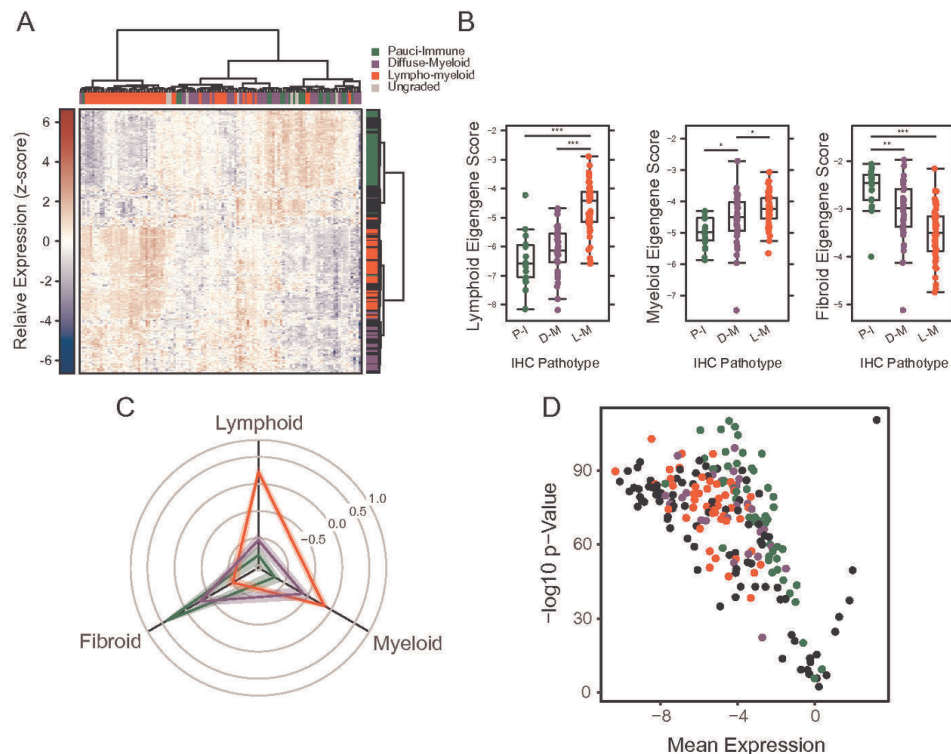 A
Pauci-Immune
Diffuse-Myeloid
Lympho-myeloid
Ungraded
Relaive Expression (z-score)
6
4
2
0
-2
-4
-6
B
Lymphoid Eigengene Score
-2
-3
-4
-5
-6
-7
-8
***
***
P-I
D-M
L-M
IHC Pathotype
Myeloid Eigengene Score
-2
-3
-4
-5
-6
-7
*
*
P-I
D-M
L-M
IHC Pathotype
Fibroid Eigengene Score
-2
-3
-4
-5
***
**
P-I
D-M
L-M
IHC Pathotype
C
Lymphoid
Fibroid
Myeloid
−0.5
0.0
0.5
1.0
D
−log10 p−Value
90
60
30
0
−8
−4
0
Mean Expression